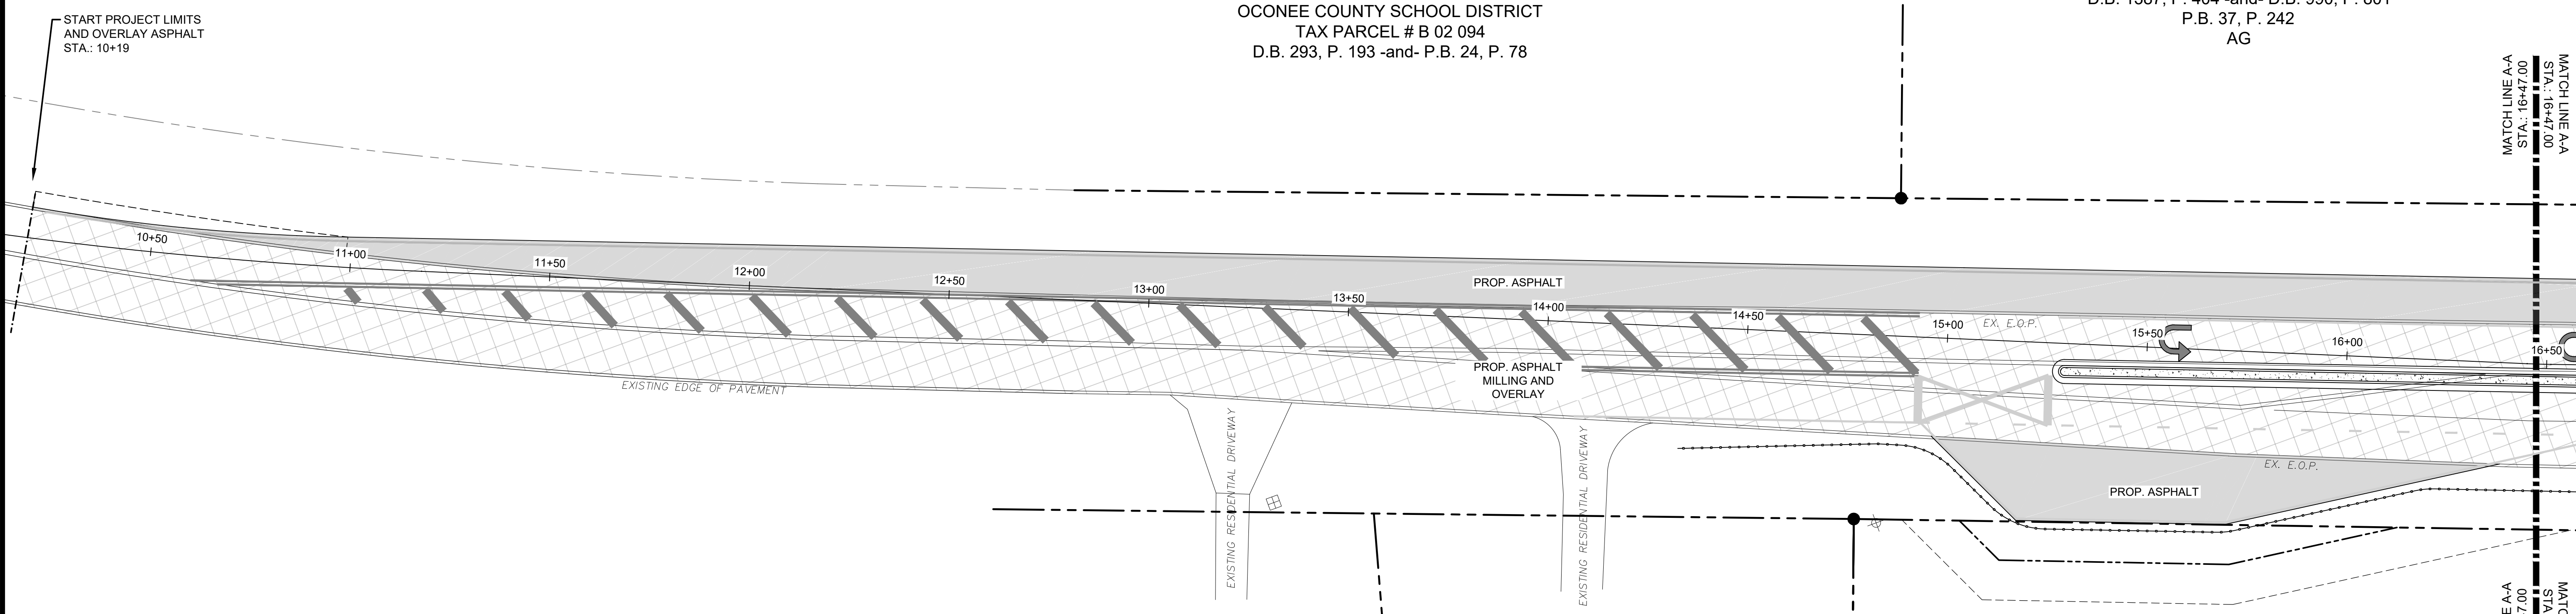 START PROJECT LIMITS
AND OVERLAY ASPHALT
STA.: 10+19
OCONEE COUNTY SCHOOL DISTRICT
TAX PARCEL # B 02 094
D.B. 293, P. 193 -and- P.B. 24, P. 78
P.B. 37, P. 242
AG
MATCH LINE A-A
STA.: 16+47.00
STA.: 16+47.00
MATCH LINE A-A
10+50
11+00
11+50
12+00
12+50
13+00
13+50
14+00
14+50
15+00
15+50
16+00
16+50
PROP. ASPHALT
EX. E.O.P.
PROP. ASPHALT
MILLING AND
OVERLAY
EXISTING EDGE OF PAVEMENT
EXISTING RESIDENTIAL DRIVEWAY
EXISTING RESIDENTIAL DRIVEWAY
EX. E.O.P.
PROP. ASPHALT